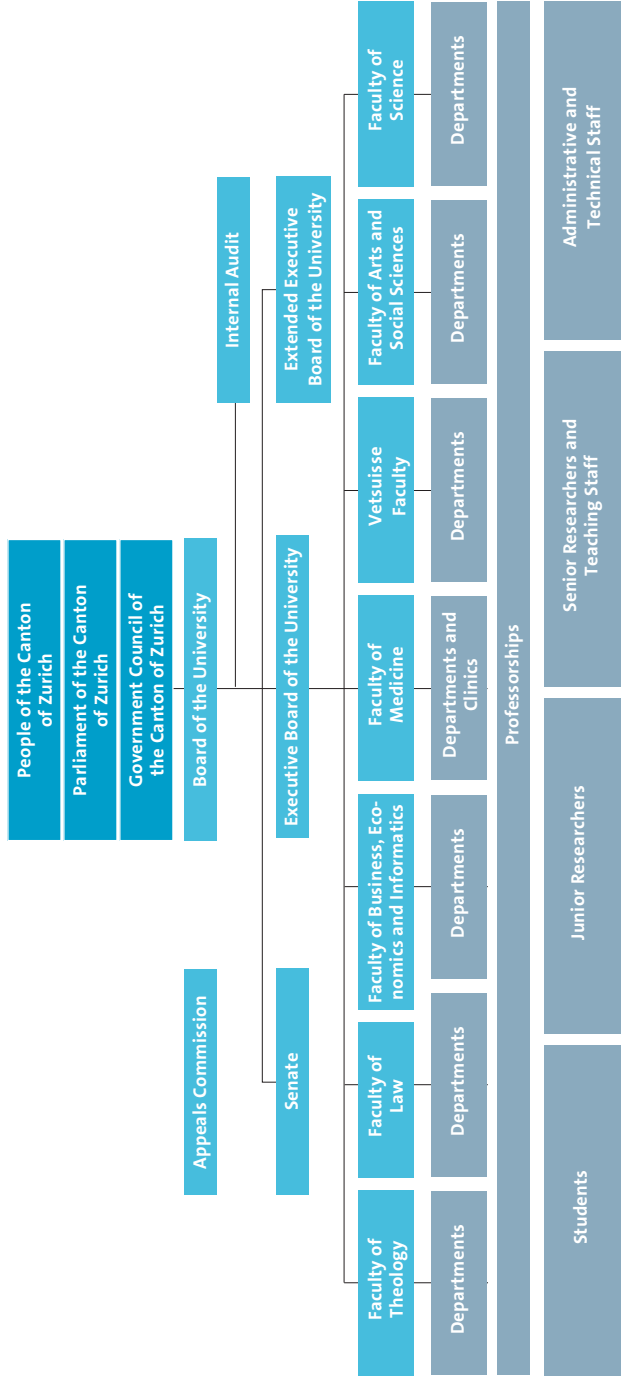 People of the Canton
of Zurich
Parliament of the Canton
of Zurich
Government Council of
the Canton of Zurich
Appeals Commission
Board of the University
Internal Audit
Senate
Executive Board of the University
Extended Executive
Board of the University
Faculty of
Theology
Faculty of
Law
Faculty of Business, Eco-
nomics and Informatics
Faculty of
Medicine
Vetsuisse
Faculty
Faculty of Arts and
Social Sciences
Faculty of
Science
Departments
Departments
Departments
Departments and
Clinics
Departments
Departments
Departments
Professorships
Students
Junior Researchers
Senior Researchers and
Teaching Staff
Administrative and
Technical Staff